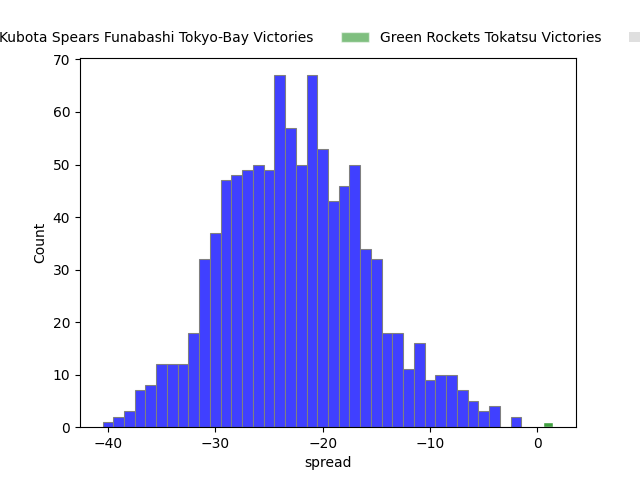 Kubota Spears Funabashi Tokyo-Bay Victories Green Rockets Tokatsu Victories
70
60
50
40
30
20
10
0
Count
−40 −30 −20 −10 0
spread